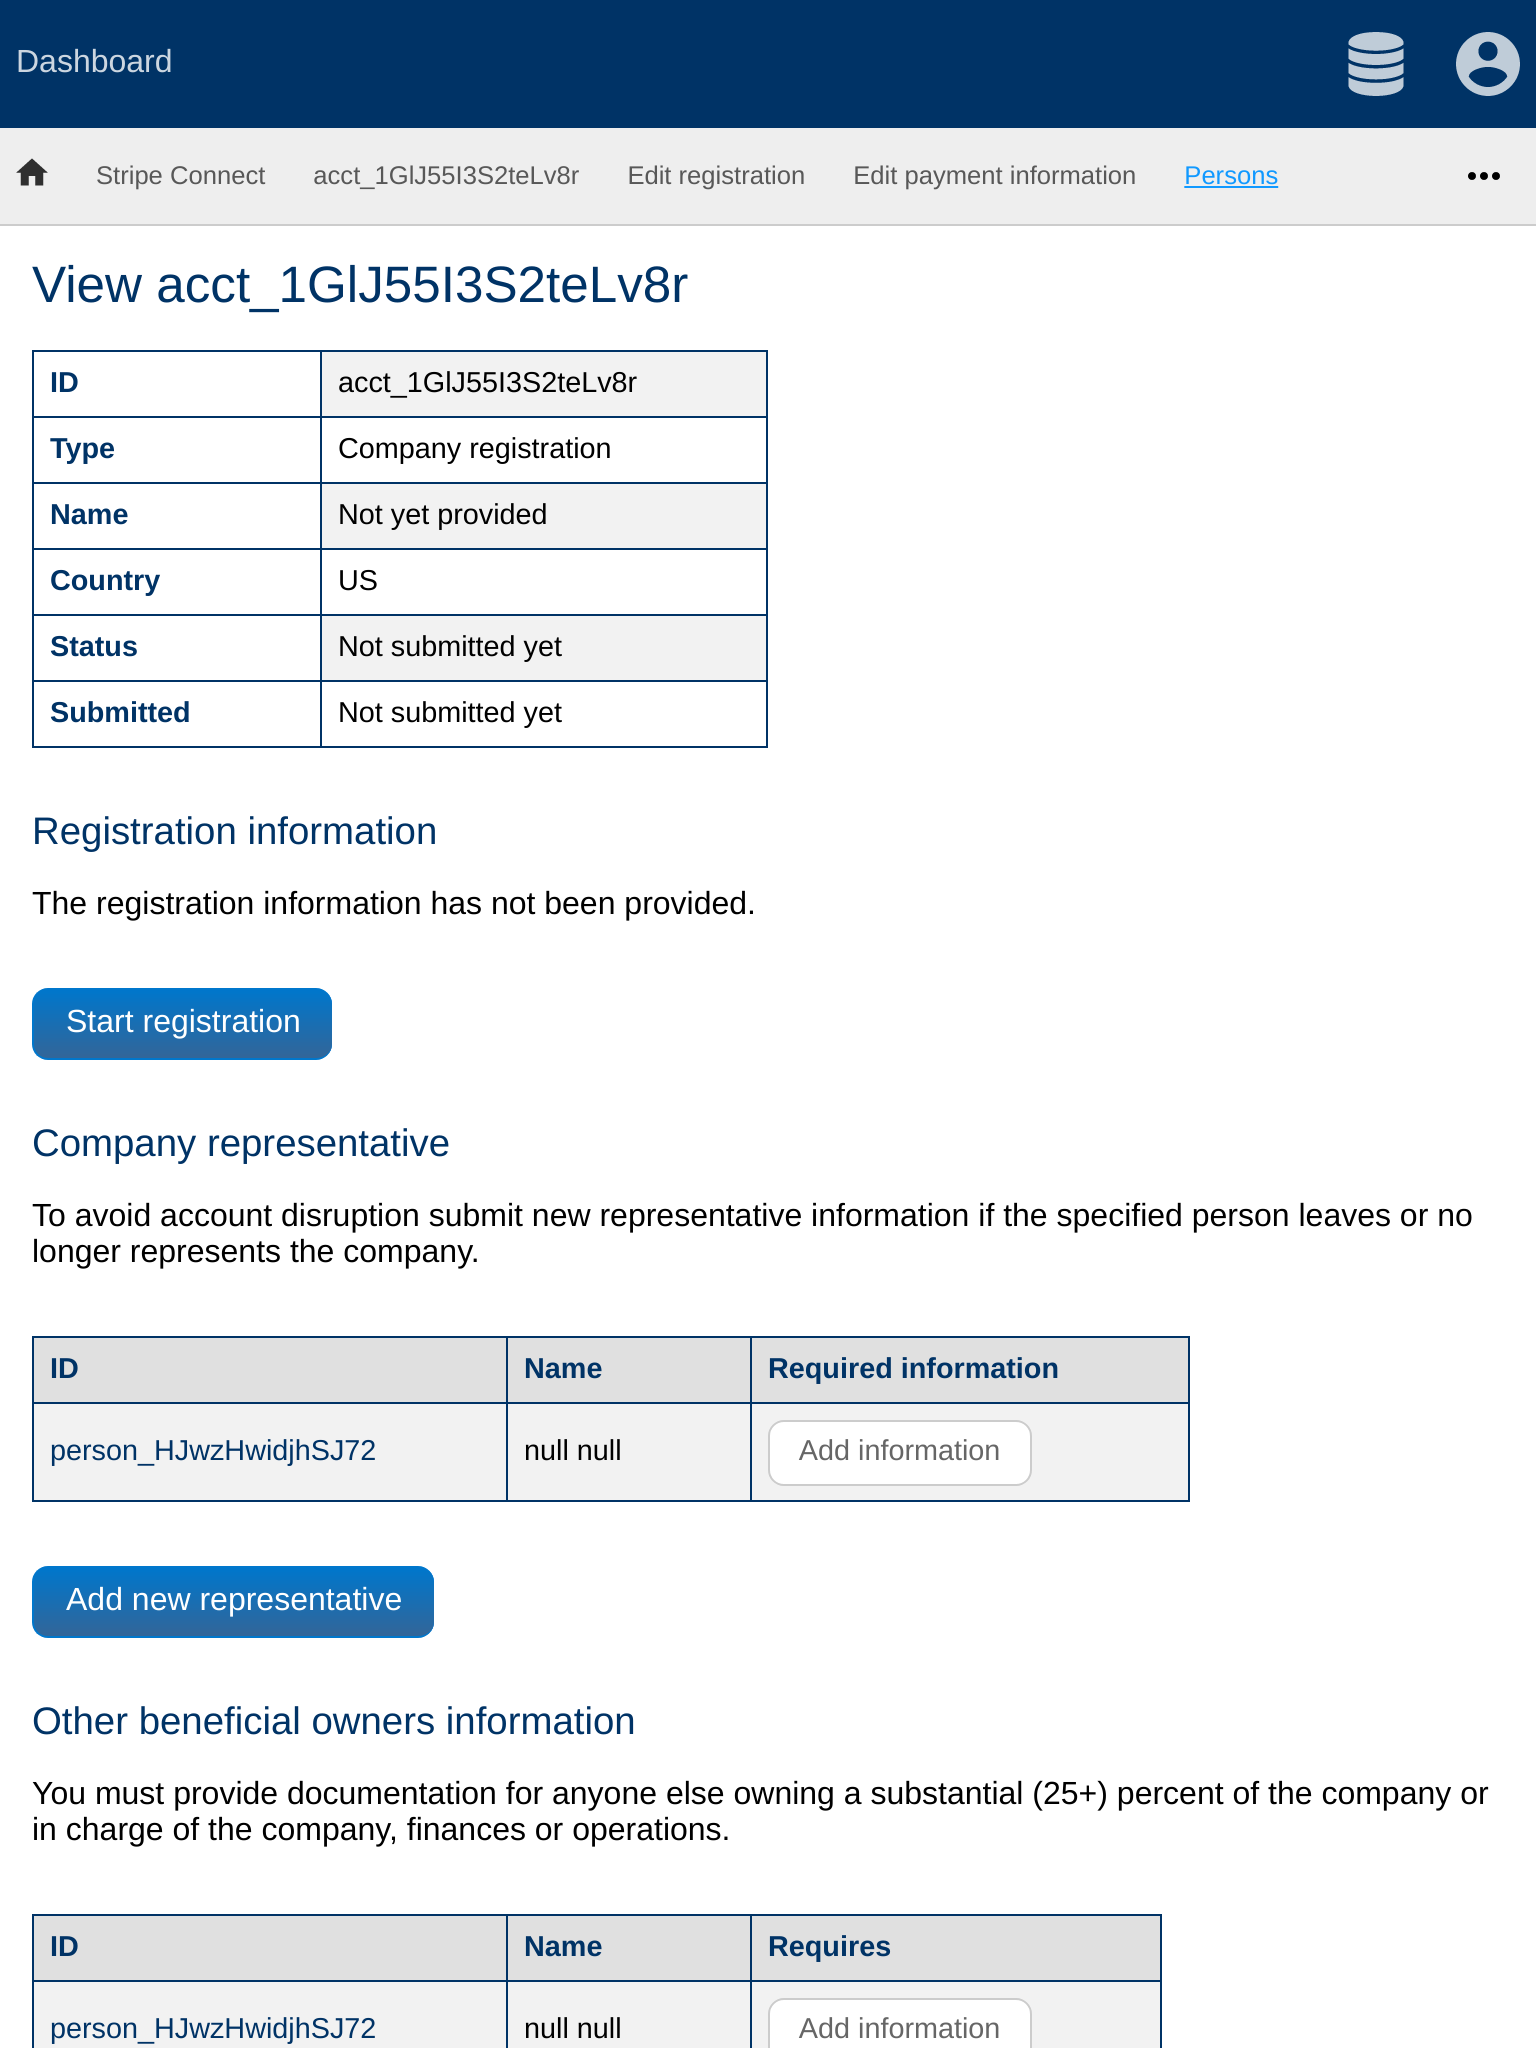 Dashboard
Stripe Connect acct_1GlJ55I3S2teLv8r Edit registration Edit payment information Persons
View acct_1GlJ55I3S2teLv8r
ID acct_1GlJ55I3S2teLv8r
Type Company registration
Name Not yet provided
Country US
Status Not submitted yet
Submitted Not submitted yet
Registration information
The registration information has not been provided.
Start registration
Company representative
To avoid account disruption submit new representative information if the specified person leaves or no
longer represents the company.
ID Name Required information
person_HJwzHwidjhSJ72 null null Add information
Add new representative
Other beneficial owners information
You must provide documentation for anyone else owning a substantial (25+) percent of the company or
in charge of the company, finances or operations.
ID Name Requires
person_HJwzHwidjhSJ72 null null Add information